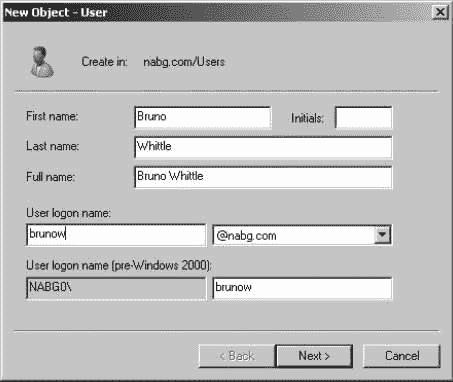 New Object - User
Create in: nabg.com/Users
First name: Bruno Initials:
Last name: Whittle
Full name: Bruno Whittle
User logon name:
brunow @nabg.com
User logon name (pre-Windows 2000):
NABG0\ brunow
< Back Next > Cancel